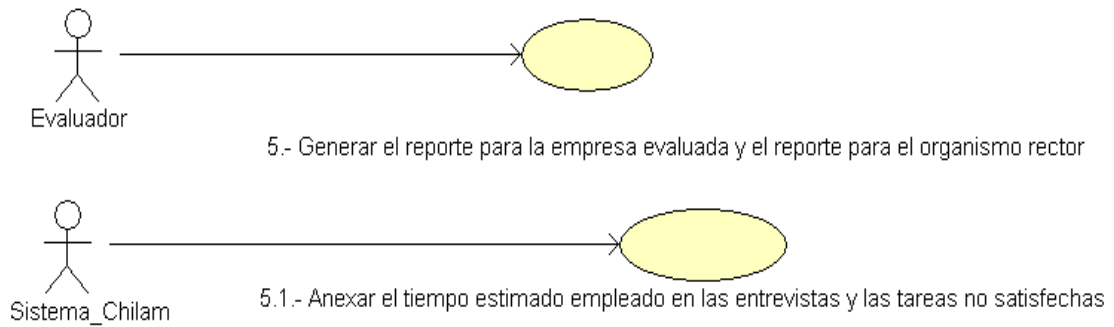 Evaluador
5.- Generar el reporte para la empresa evaluada y el reporte para el organismo rector
Sistema_Chilam
5.1.- Anexar el tiempo estimado empleado en las entrevistas y las tareas no satisfechas